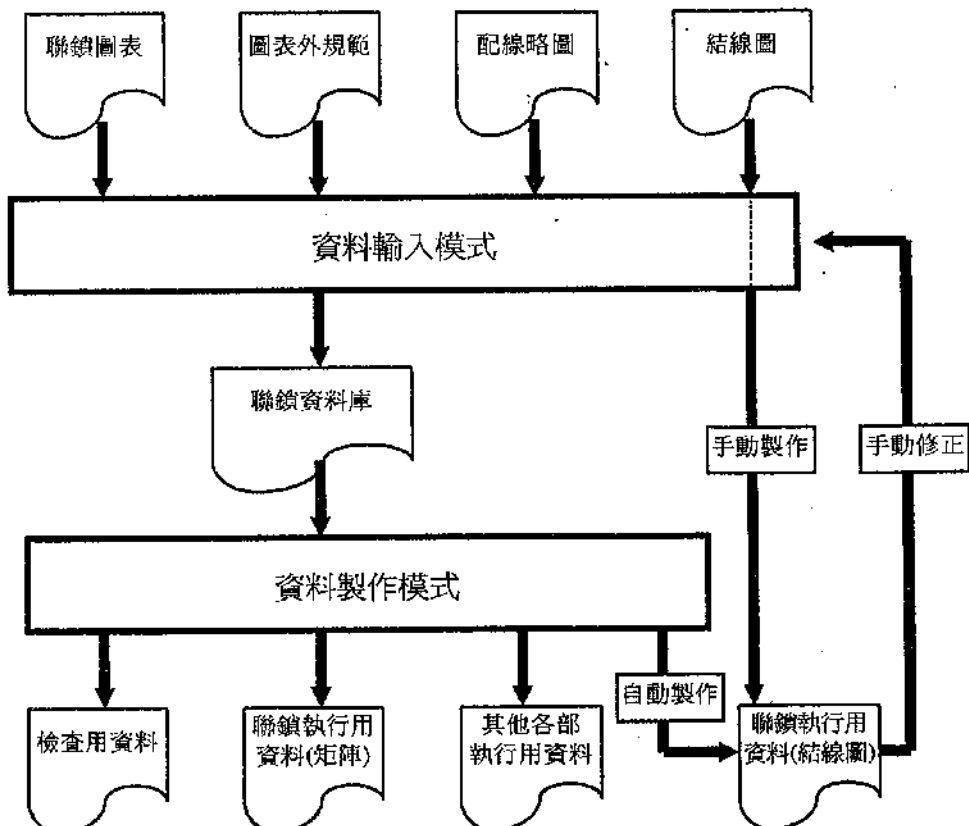 聯鎖圖表
圖表外規範
配線略圖
結線圖
資料輸入模式
聯鎖資料庫
手動製作
手動修正
資料製作模式
自動製作
檢查用資料
聯鎖執行用
資料(矩陣)
其他各部
執行用資料
聯鎖執行用
資料(結線圖)